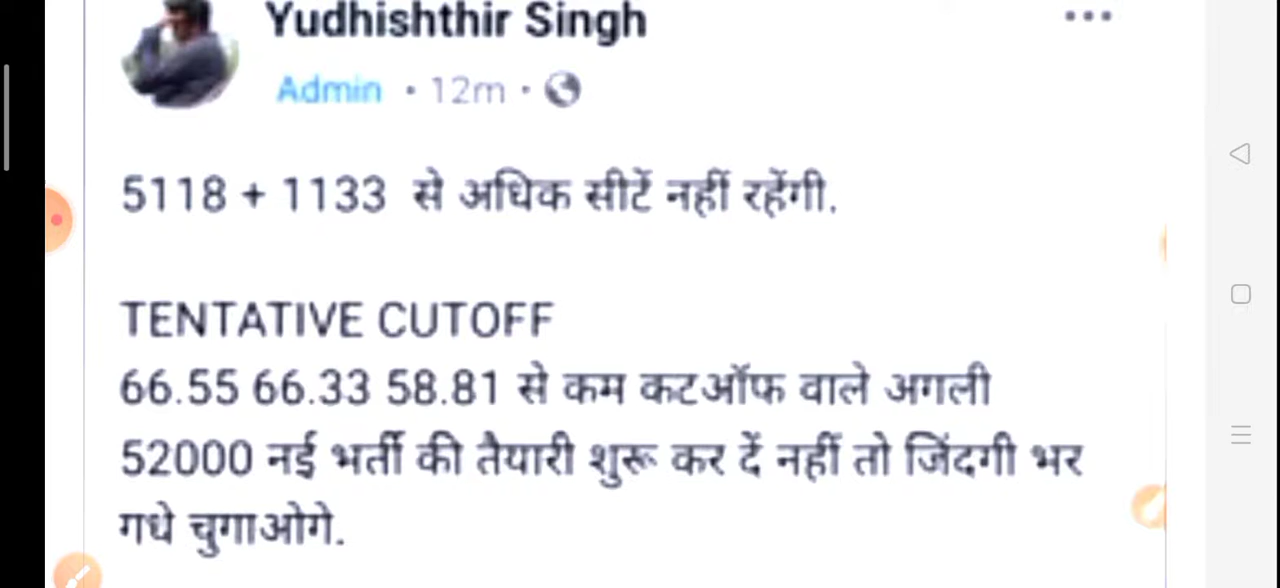 Yudhishthir Singh
Admin • 12m •
5118 + 1133 से अधिक सीटें नहीं रहेंगी.
TENTATIVE CUTOFF
66.55 66.33 58.81 से कम कटऑफ वाले अगली
52000 नई भर्ती की तैयारी शुरू कर दें नहीं तो जिंदगी भर
गधे चुगाओगे.